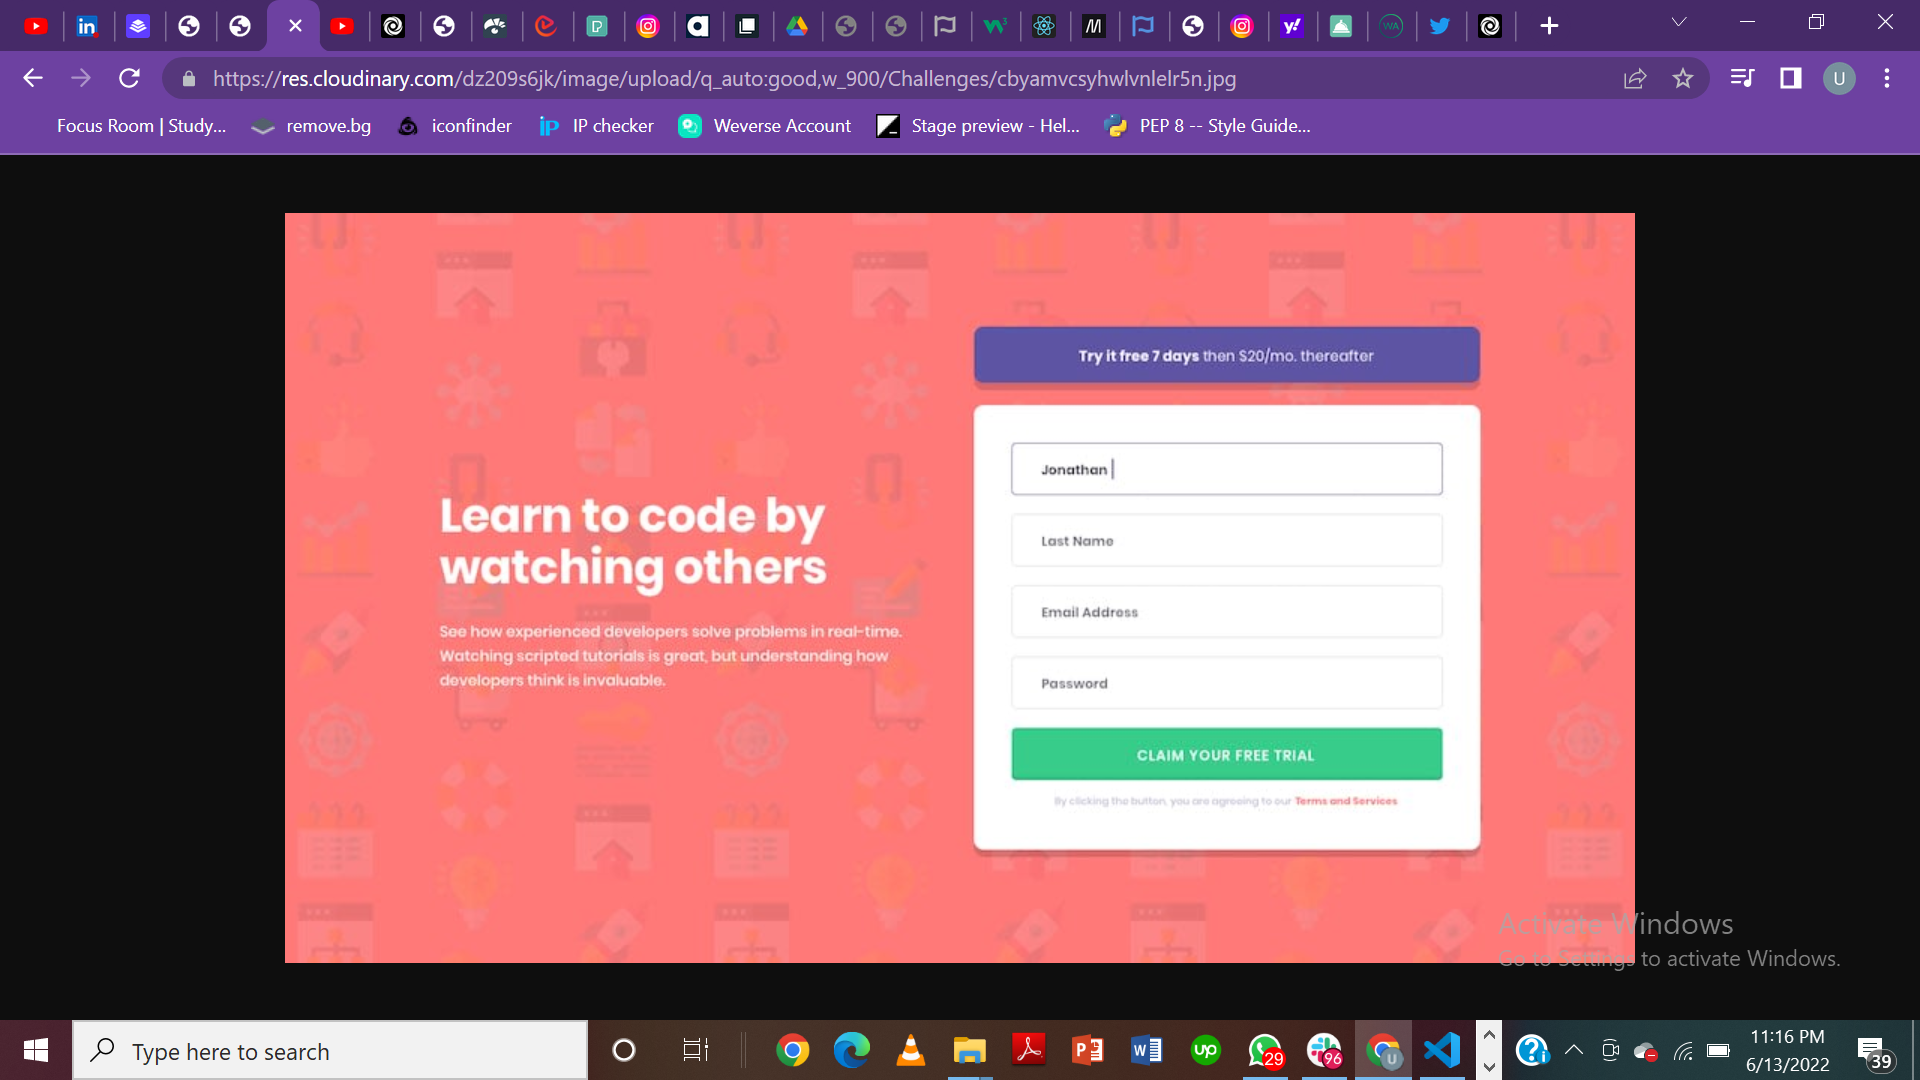 https://res.cloudinary.com/dz209s6jk/image/upload/q_auto:good,w_900/Challenges/cbyamvcsyhwlvnlelr5n.jpg
U
Focus Room | Study...
remove.bg
iconfinder
IP checker
Weverse Account
Stage preview - Hel...
PEP 8 -- Style Guide...
Try it free 7 days then $20/mo. thereafter
Jonathan
Learn to code by
watching others
Last Name
Email Address
See how experienced developers solve problems in real-time.
Watching scripted tutorials is great, but understanding how
developers think is invaluable.
Password
CLAIM YOUR FREE TRIAL
By clicking the button, you are agreeing to our Terms and Services
Activate Windows
Go to Settings to activate Windows.
Type here to search
29
96
U
11:16 PM
6/13/2022
39